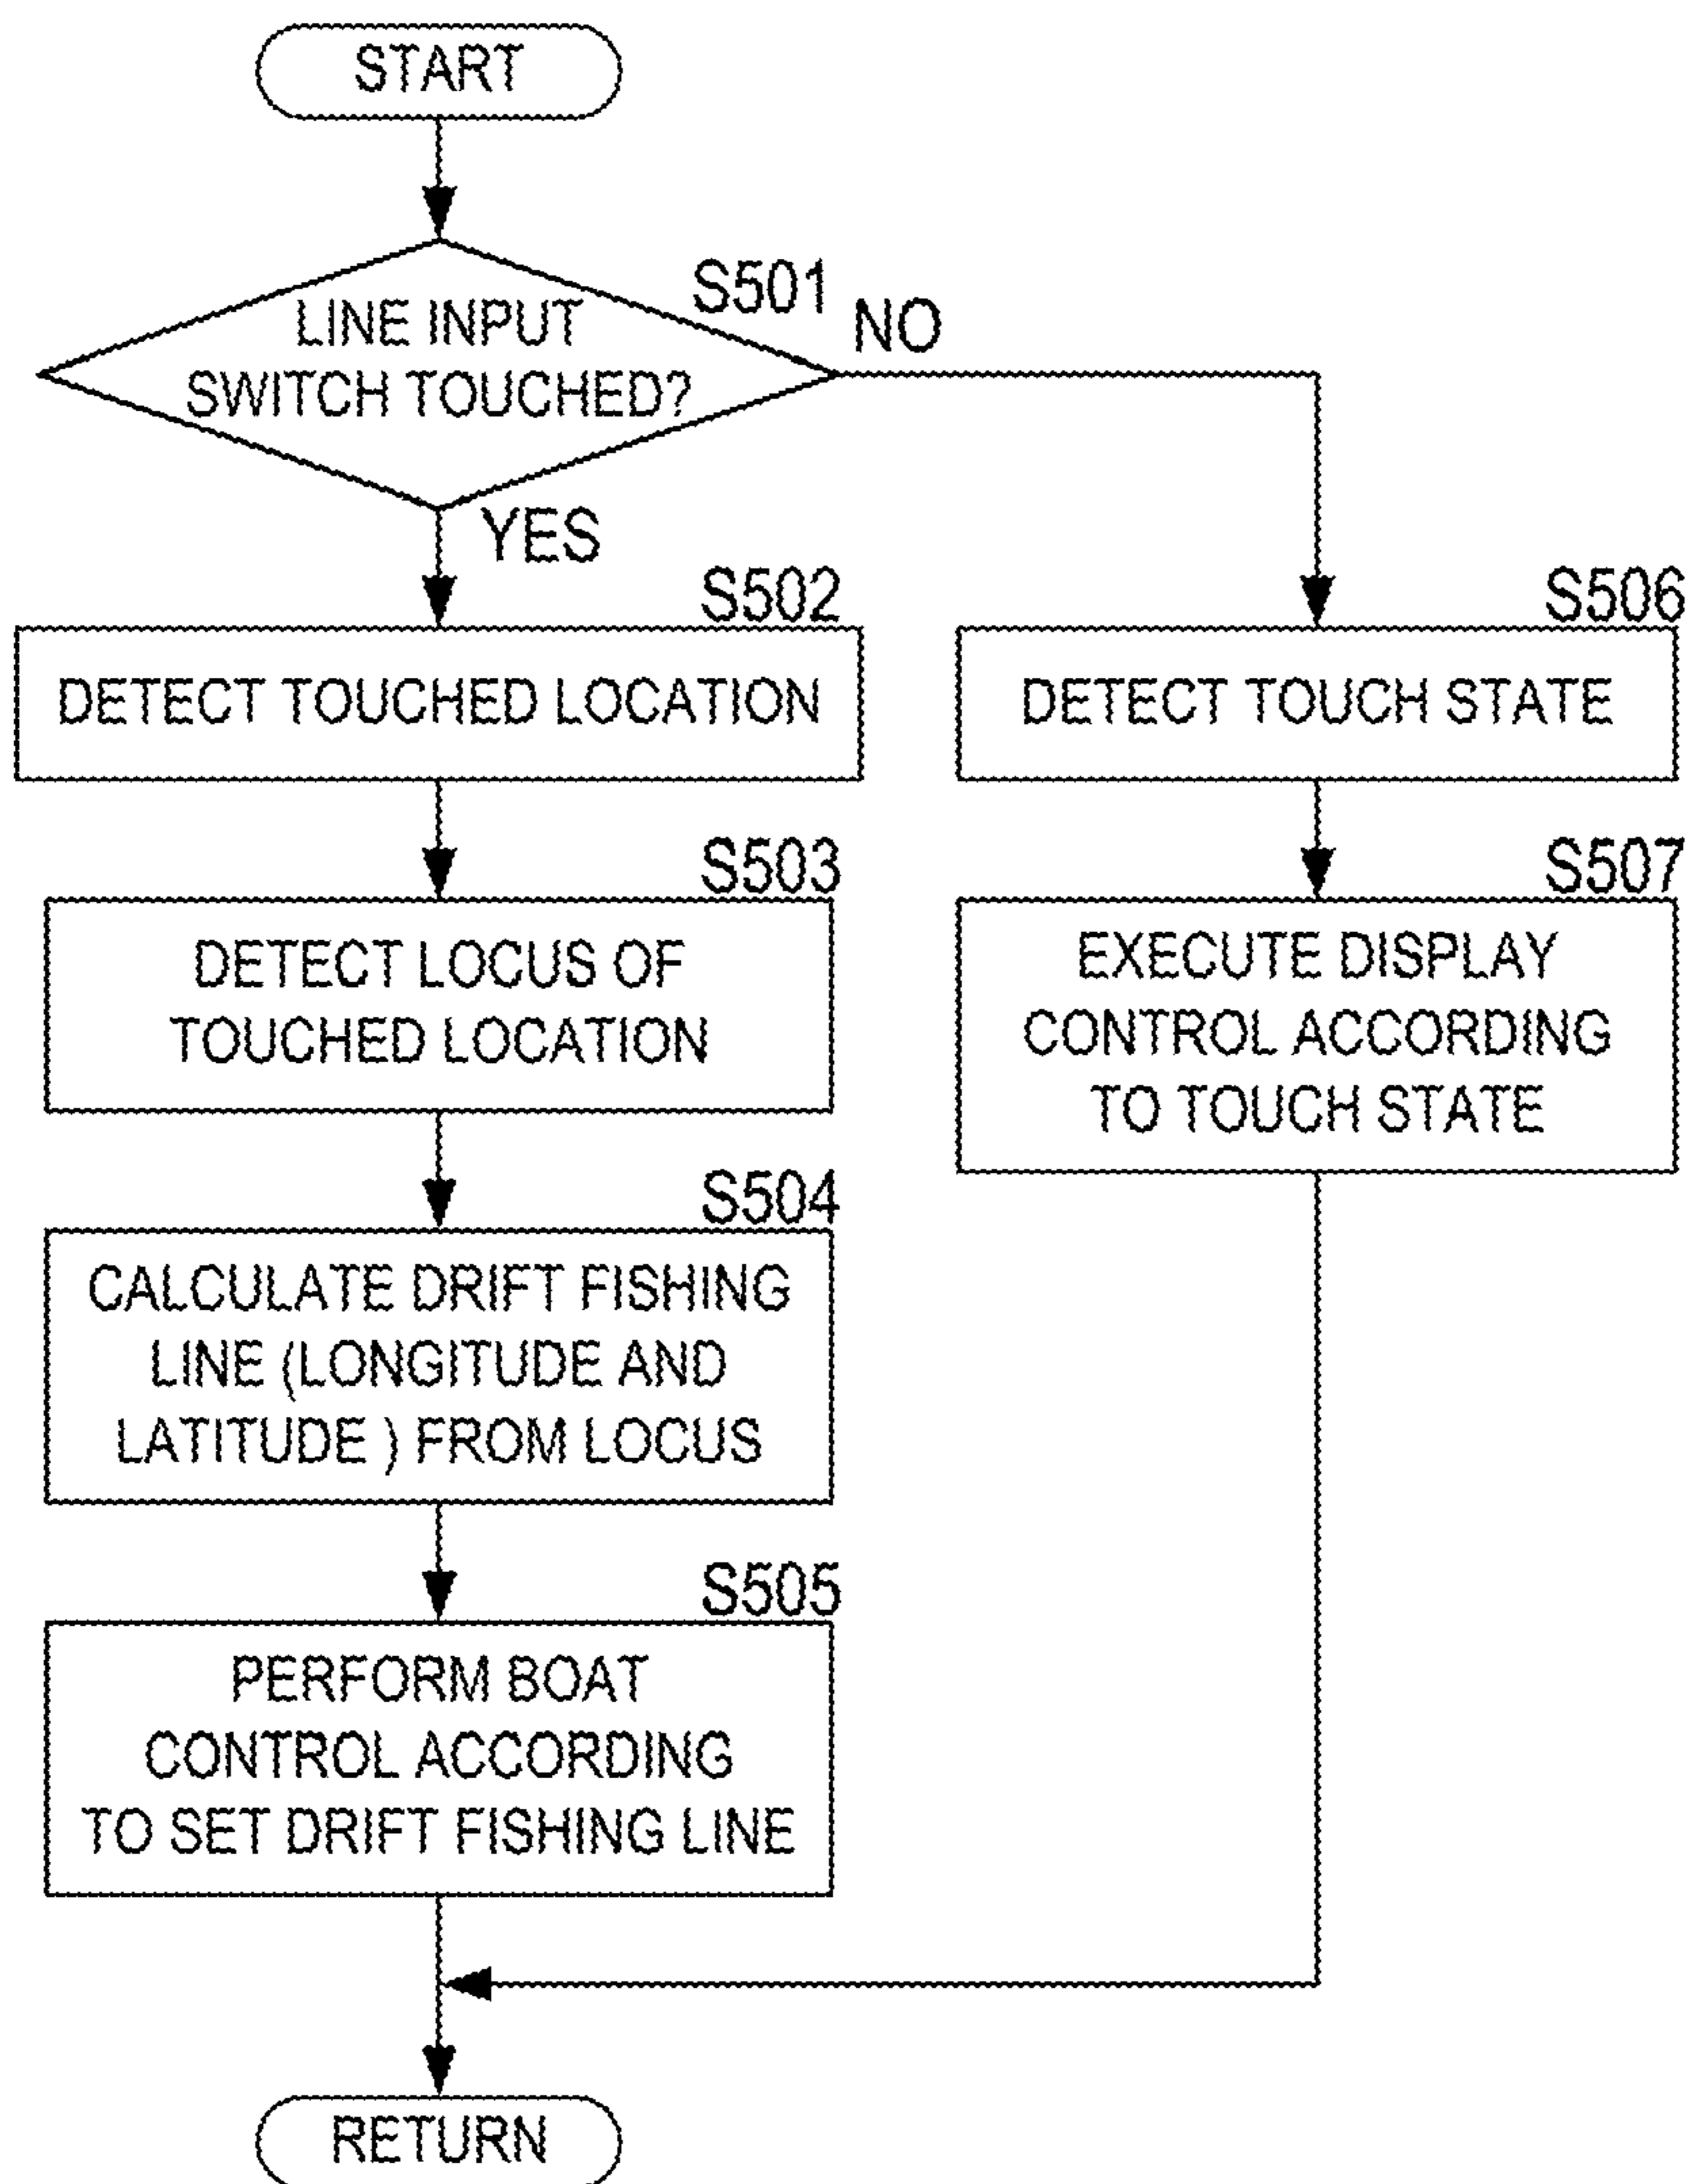 START
S501
LINE INPUT
SWITCH TOUCHED?
NO
YES
S502
DETECT TOUCHED LOCATION
S506
DETECT TOUCH STATE
S503
DETECT LOCUS OF
TOUCHED LOCATION
S507
EXECUTE DISPLAY
CONTROL ACCORDING
TO TOUCH STATE
S504
CALCULATE DRIFT FISHING
LINE (LONGITUDE AND
LATITUDE ) FROM LOCUS
S505
PERFORM BOAT
CONTROL ACCORDING
TO SET DRIFT FISHING LINE
RETURN